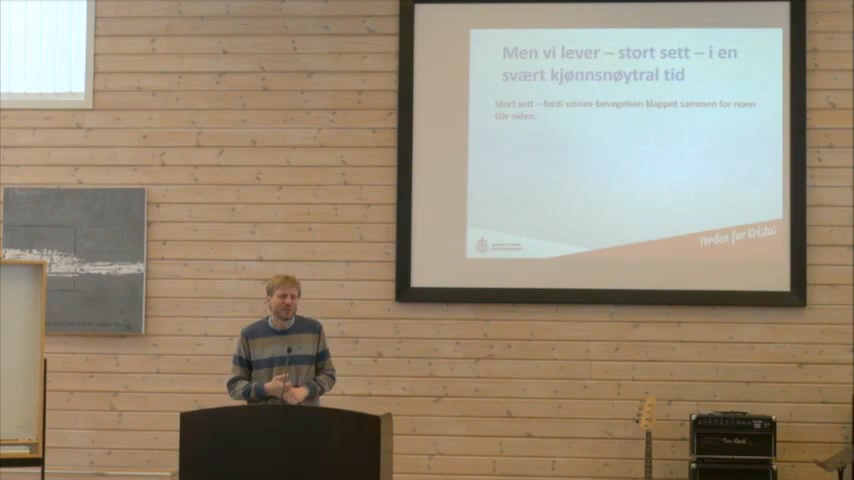 Men vi lever – stort sett – i en
svært kjønnsnøytral tid
Stort sett – fordi unisex-bevegelsen klappet sammen for noen
tiår siden.
Verden for Kristus